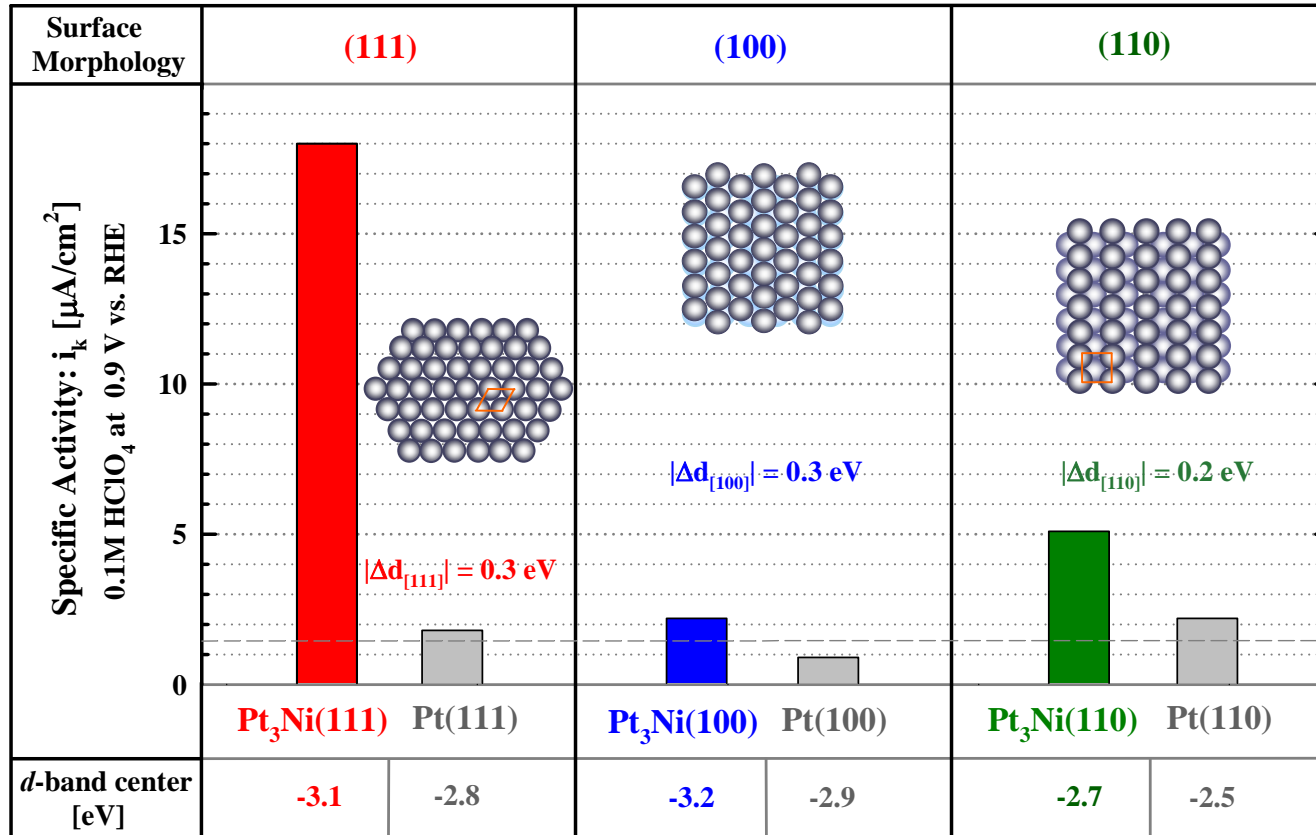 Surface
Morphology
(111)
(100)
(110)
Specific Activity: i_k [µA/cm²]
0.1M HClO₄ at 0.9 V vs. RHE
15
10
5
0
|Δd[111]| = 0.3 eV
|Δd[100]| = 0.3 eV
|Δd[110]| = 0.2 eV
Pt₃Ni(111)
Pt(111)
Pt₃Ni(100)
Pt(100)
Pt₃Ni(110)
Pt(110)
d-band center
[eV]
-3.1
-2.8
-3.2
-2.9
-2.7
-2.5